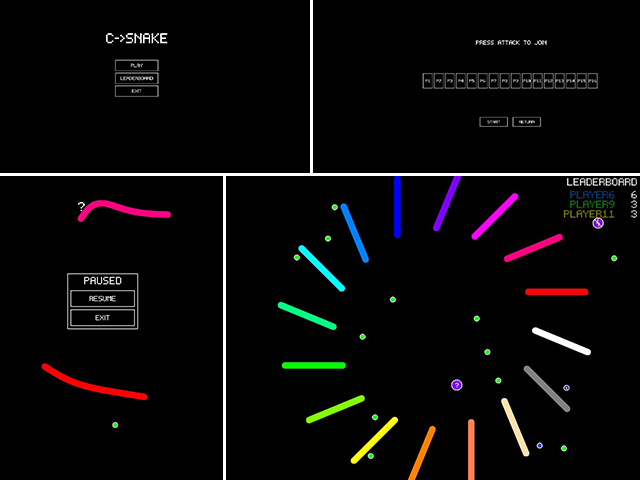 C->SNAKE
PLAY
LEADERBOARD
EXIT
PRESS ATTACK TO JOIN
P1 P2 P3 P4 P5 P6 P7 P8 P9 P10 P11 P12 P13 P14 P15 P16
START RETURN
?
PAUSED
RESUME
EXIT
LEADERBOARD
PLAYER6 6
PLAYER9 3
PLAYER11 3
?